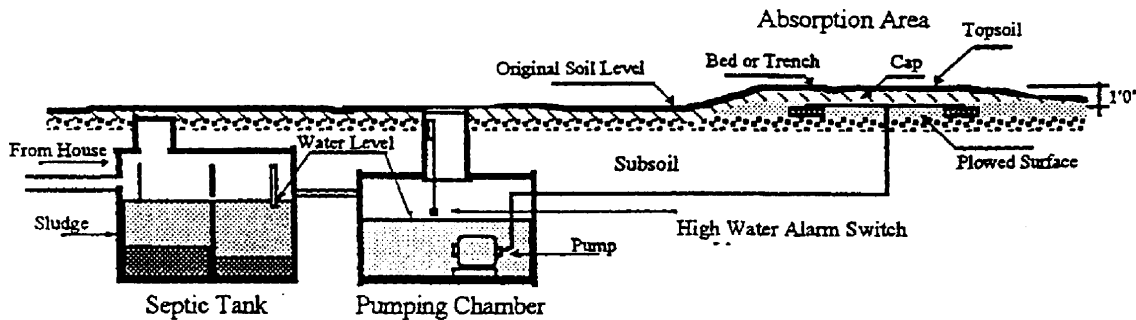 Absorption Area
Topsoil
Bed or Trench
Cap
Original Soil Level
1'0"
From House
Water Level
Subsoil
Plowed Surface
Sludge
High Water Alarm Switch
Pump
Septic Tank
Pumping Chamber